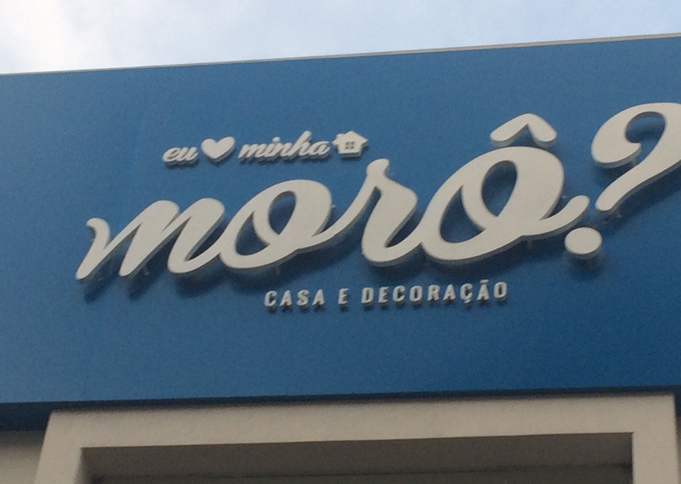 eu minha
morô?
CASA E DECORAÇÃO